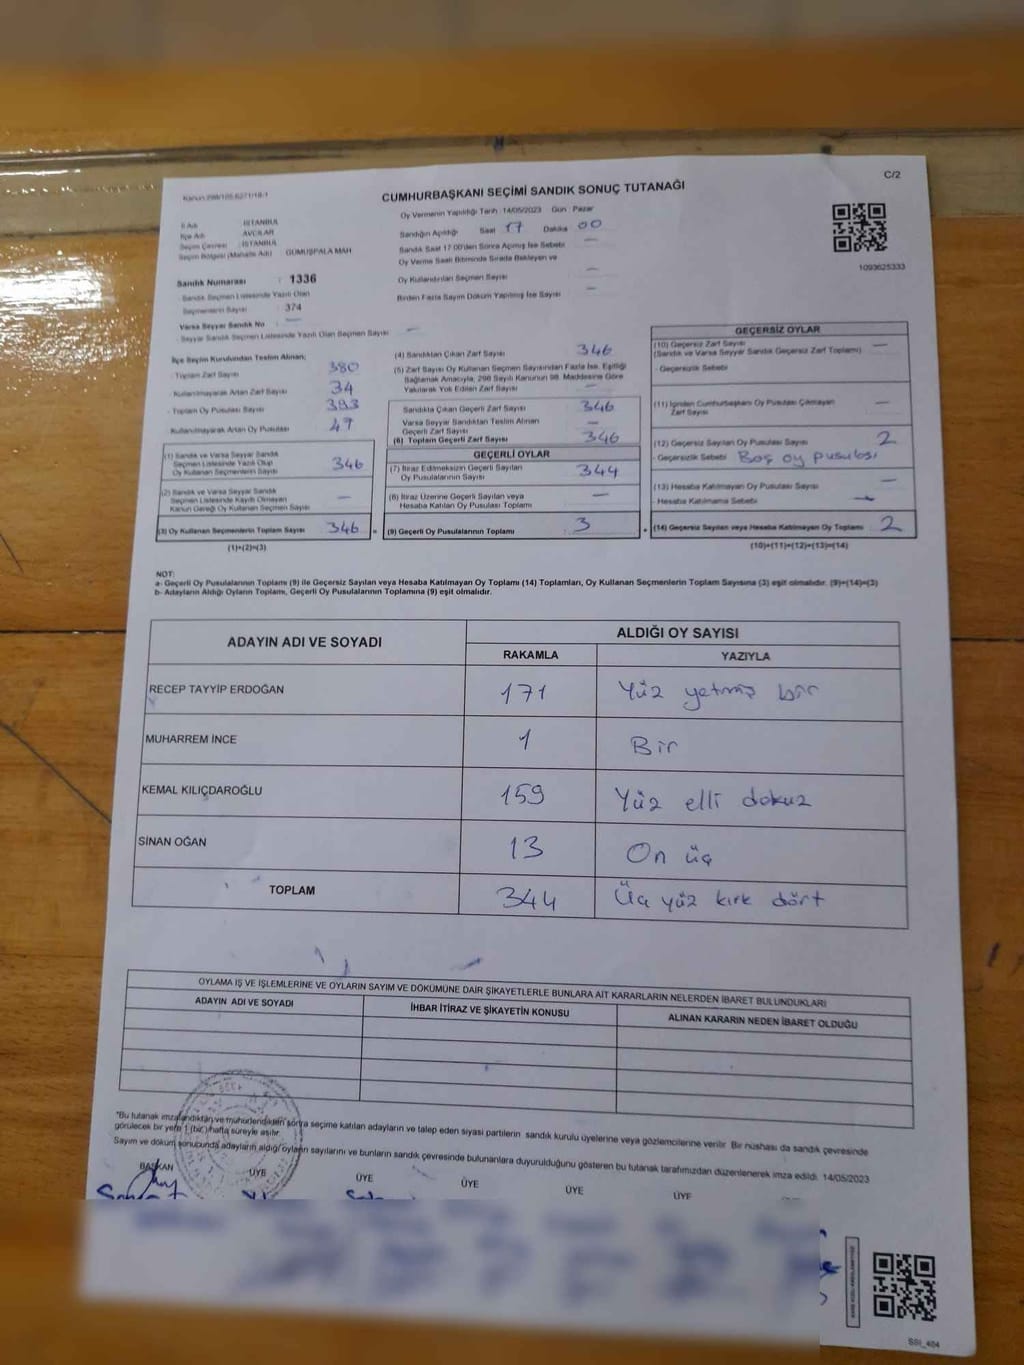 Kanun:298/105,6271/18/1
CUMHURBAŞKANI SEÇİMİ SANDIK SONUÇ TUTANAĞI
C/2
İl Adı : İSTANBUL
İlçe Adı : AVCILAR
Seçim Çevresi : İSTANBUL
Seçim Bölgesi (Mahalle Adı) : GÜMÜŞPALA MAH
Oy Vermenin Yapıldığı Tarih :14/05/2023 Gün : Pazar
Sandığın Açıldığı Saat 17 Dakika 00
Sandık Saat 17:00'den Sonra Açılmış İse Sebebi —
Oy Verme Saati Bitiminde Sırada Bekleyen ve
Oy Kullandırılan Seçmen Sayısı —
Birden Fazla Sayım Döküm Yapılmış İse Sayısı —
1093625333
Sandık Numarası : 1336
Sandık Seçmen Listesinde Yazılı Olan
Seçmenlerin Sayısı : 374
Varsa Seyyar Sandık No —
Seyyar Sandık Seçmen Listesinde Yazılı Olan Seçmen Sayısı —
İlçe Seçim Kurulundan Teslim Alınan;
Toplam Zarf Sayısı 380
Kullanılmayarak Artan Zarf Sayısı 34
Toplam Oy Pusulası Sayısı 393
Kullanılmayarak Artan Oy Pusulası 47
(1) Sandık ve Varsa Seyyar Sandık
Seçmen Listesinde Yazılı Olup
Oy Kullanan Seçmenlerin Sayısı 346
(2) Sandık ve Varsa Seyyar Sandık
Seçmen Listesinde Kayıtlı Olmayan
Kanun Gereği Oy Kullanan Seçmen Sayısı —
(3) Oy Kullanan Seçmenlerin Toplam Sayısı 346 =
(1)+(2)=(3)
(4) Sandıktan Çıkan Zarf Sayısı 346
(5) Zarf Sayısı Oy Kullanan Seçmen Sayısından Fazla İse, Eşitliği
Sağlamak Amacıyla, 298 Sayılı Kanunun 98. Maddesine Göre
Yakılarak Yok Edilen Zarf Sayısı —
Sandıkta Çıkan Geçerli Zarf Sayısı 346
Varsa Seyyar Sandıktan Teslim Alınan
Geçerli Zarf Sayısı —
(6) Toplam Geçerli Zarf Sayısı 346
GEÇERLİ OYLAR
(7) İtiraz Edilmeksizin Geçerli Sayılan
Oy Pusulalarının Sayısı 344
(8) İtiraz Üzerine Geçerli Sayılan veya
Hesaba Katılan Oy Pusulası Toplamı —
(9) Geçerli Oy Pusulalarının Toplamı 3 +
GEÇERSİZ OYLAR
(10) Geçersiz Zarf Sayısı —
(Sandık ve Varsa Seyyar Sandık Geçersiz Zarf Toplamı)
- Geçersizlik Sebebi
(11) İçinden Cumhurbaşkanı Oy Pusulası Çıkmayan
Zarf Sayısı —
(12) Geçersiz Sayılan Oy Pusulası Sayısı 2
- Geçersizlik Sebebi Boş oy pusulası
(13) Hesaba Katılmayan Oy Pusulası Sayısı —
- Hesaba Katılmama Sebebi —
(14) Geçersiz Sayılan veya Hesaba Katılmayan Oy Toplamı 2
(10)+(11)+(12)+(13)=(14)
NOT:
a- Geçerli Oy Pusulalarının Toplamı (9) ile Geçersiz Sayılan veya Hesaba Katılmayan Oy Toplamı (14) Toplamları, Oy Kullanan Seçmenlerin Toplam Sayısına (3) eşit olmalıdır. (9)+(14)=(3)
b- Adayların Aldığı Oyların Toplamı, Geçerli Oy Pusulalarının Toplamına (9) eşit olmalıdır.
ADAYIN ADI VE SOYADI ALDIĞI OY SAYISI
RAKAMLA YAZIYLA
RECEP TAYYİP ERDOĞAN 171 Yüz yetmiş bir
MUHARREM İNCE 1 Bir
KEMAL KILIÇDAROĞLU 159 Yüz elli dokuz
SİNAN OĞAN 13 On üç
TOPLAM 344 Üç yüz kırk dört
OYLAMA İŞ VE İŞLEMLERİNE VE OYLARIN SAYIM VE DÖKÜMÜNE DAİR ŞİKAYETLERLE BUNLARA AİT KARARLARIN NELERDEN İBARET BULUNDUKLARI
ADAYIN ADI VE SOYADI İHBAR İTİRAZ VE ŞİKAYETİN KONUSU ALINAN KARARIN NEDEN İBARET OLDUĞU
*Bu tutanak imzalandıktan ve mühürlendikten sonra seçime katılan adayların ve talep eden siyasi partilerin sandık kurulu üyelerine veya gözlemcilerine verilir. Bir nüshası da sandık çevresinde
görülecek bir yere 1 (bir) hafta süreyle asılır.
Sayım ve döküm sonucunda adayların aldığı oyların sayılarını ve bunların sandık çevresinde bulunanlara duyurulduğunu gösteren bu tutanak tarafımızdan düzenlenerek imza edildi. 14/05/2023
BAŞKAN ÜYE ÜYE ÜYE ÜYE ÜYE
SSI_404